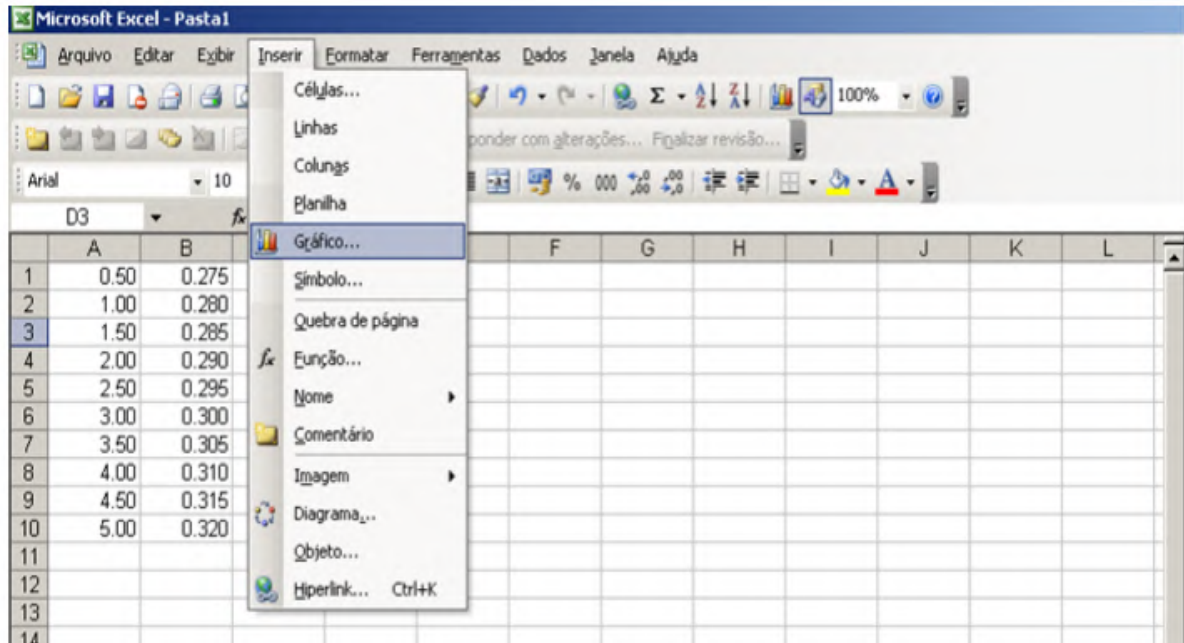 Microsoft Excel - Pasta1
Arquivo Editar Exibir Inserir Formatar Ferramentas Dados Janela Ajuda
100%
ponder com alterações... Finalizar revisão...
Arial 10 % 000
D3 fx
Células...
Linhas
Colunas
Planilha
Gráfico...
Símbolo...
Quebra de página
fx Função...
Nome
Comentário
Imagem
Diagrama...
Objeto...
Hiperlink... Ctrl+K
A B F G H I J K L
1 0.50 0.275
2 1.00 0.280
3 1.50 0.285
4 2.00 0.290
5 2.50 0.295
6 3.00 0.300
7 3.50 0.305
8 4.00 0.310
9 4.50 0.315
10 5.00 0.320
11
12
13
14